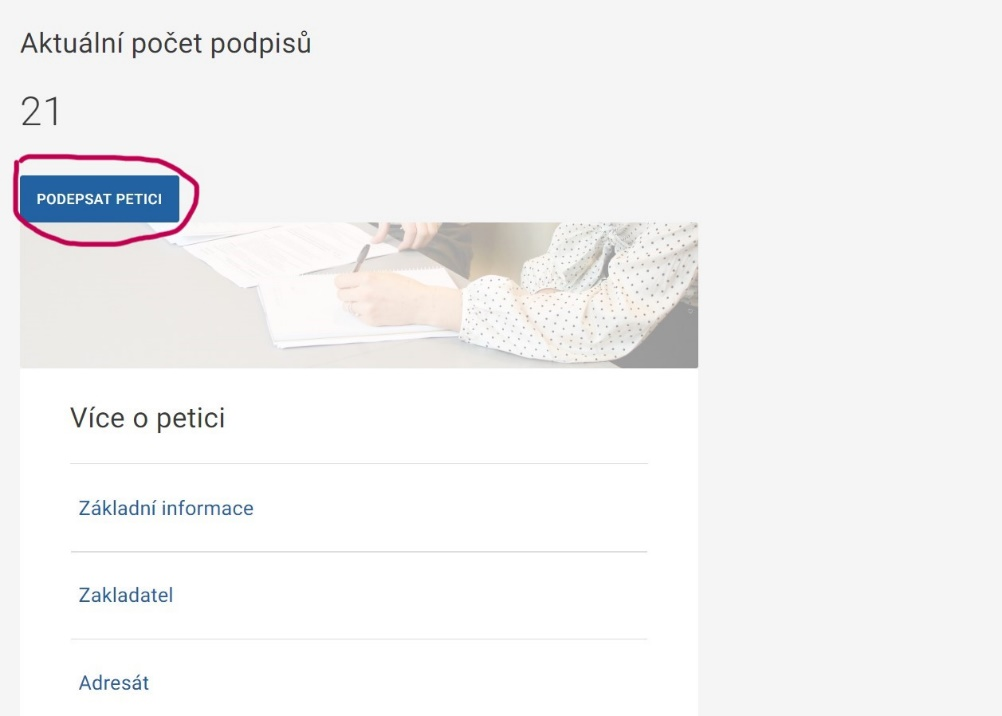 Aktuální počet podpisů
21
PODEPSAT PETICI
Více o petici
Základní informace
Zakladatel
Adresát